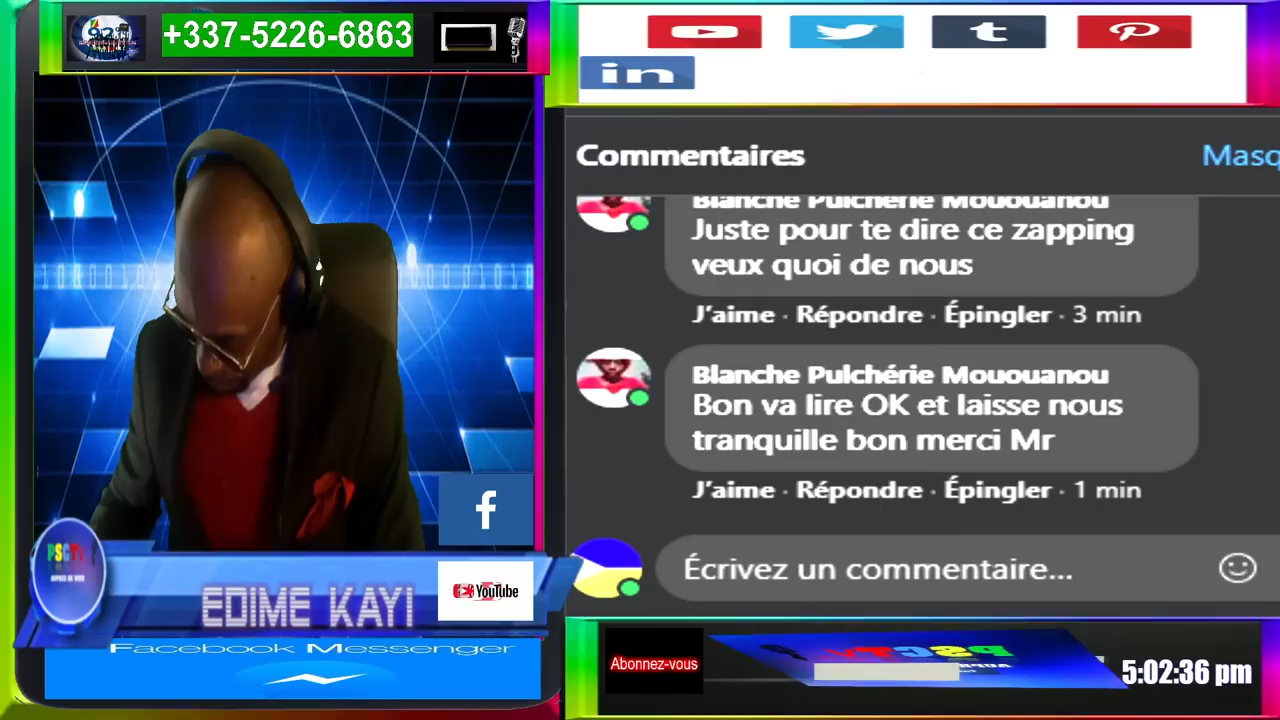 +337-5226-6863
in
Commentaires
Masq
Blanche Pulchérie Mououanou
Juste pour te dire ce zapping
veux quoi de nous
J'aime · Répondre · Épingler · 3 min
Blanche Pulchérie Mououanou
Bon va lire OK et laisse nous
tranquille bon merci Mr
J'aime · Répondre · Épingler · 1 min
Écrivez un commentaire...
EDIME KAYI
YouTube
Facebook Messenger
Abonnez-vous
5:02:36 pm